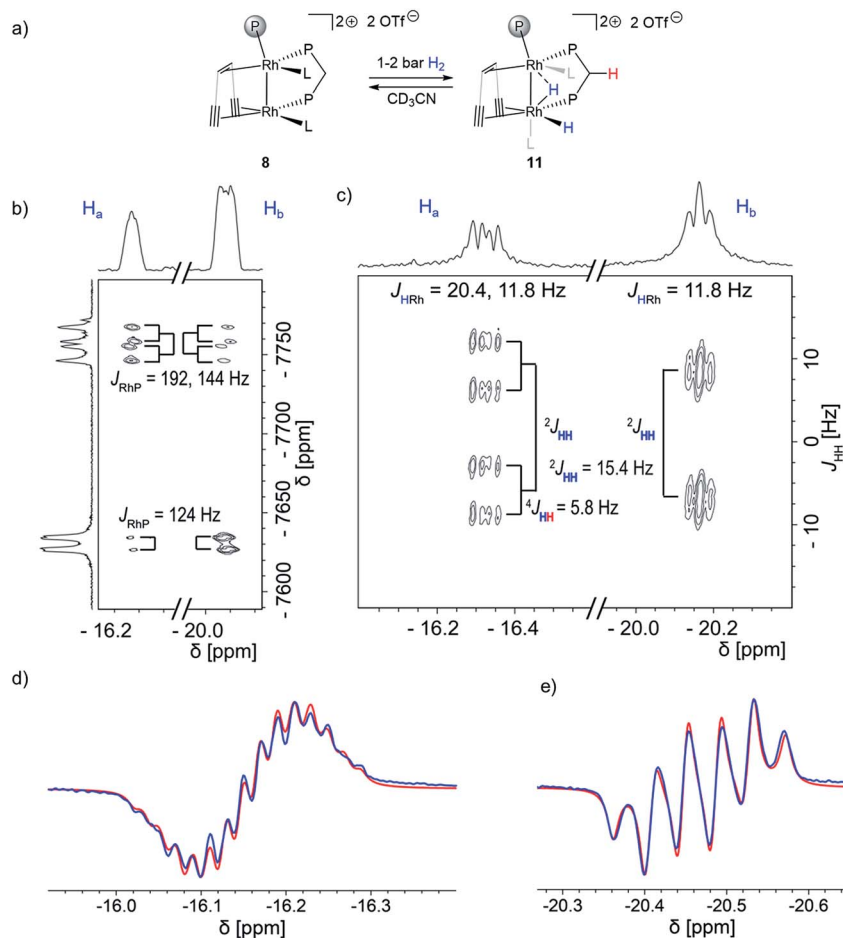 a)
P
2⊕ 2 OTf⊖
P
Rh
L
P
Rh
L
8
1-2 bar H2
CD3CN
P
2⊕ 2 OTf⊖
P
Rh
L
H
H
P
Rh
H
L
11
b)
Ha
Hb
JRhP = 192, 144 Hz
JRhP = 124 Hz
- 7750
- 7700
- 7650
- 7600
δ [ppm]
- 16.2
- 20.0
δ [ppm]
c)
Ha
Hb
JHRh = 20.4, 11.8 Hz
JHRh = 11.8 Hz
2JHH
2JHH
2JHH = 15.4 Hz
4JHH = 5.8 Hz
10
0
- 10
JHH [Hz]
- 16.2
- 16.4
- 20.0
- 20.2
δ [ppm]
d)
-16.0
-16.1
-16.2
-16.3
δ [ppm]
e)
-20.3
-20.4
-20.5
-20.6
δ [ppm]